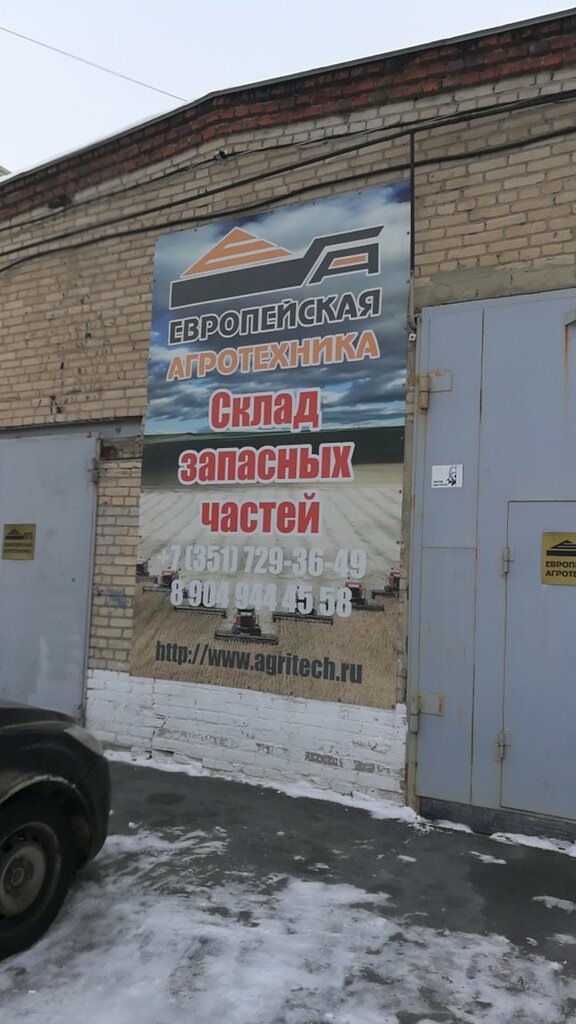 ЕВРОПЕЙСКАЯ
АГРОТЕХНИКА
Склад
запасных
частей
+7 (351) 729-36-49
8 904 944 45 58
http://www.agritech.ru